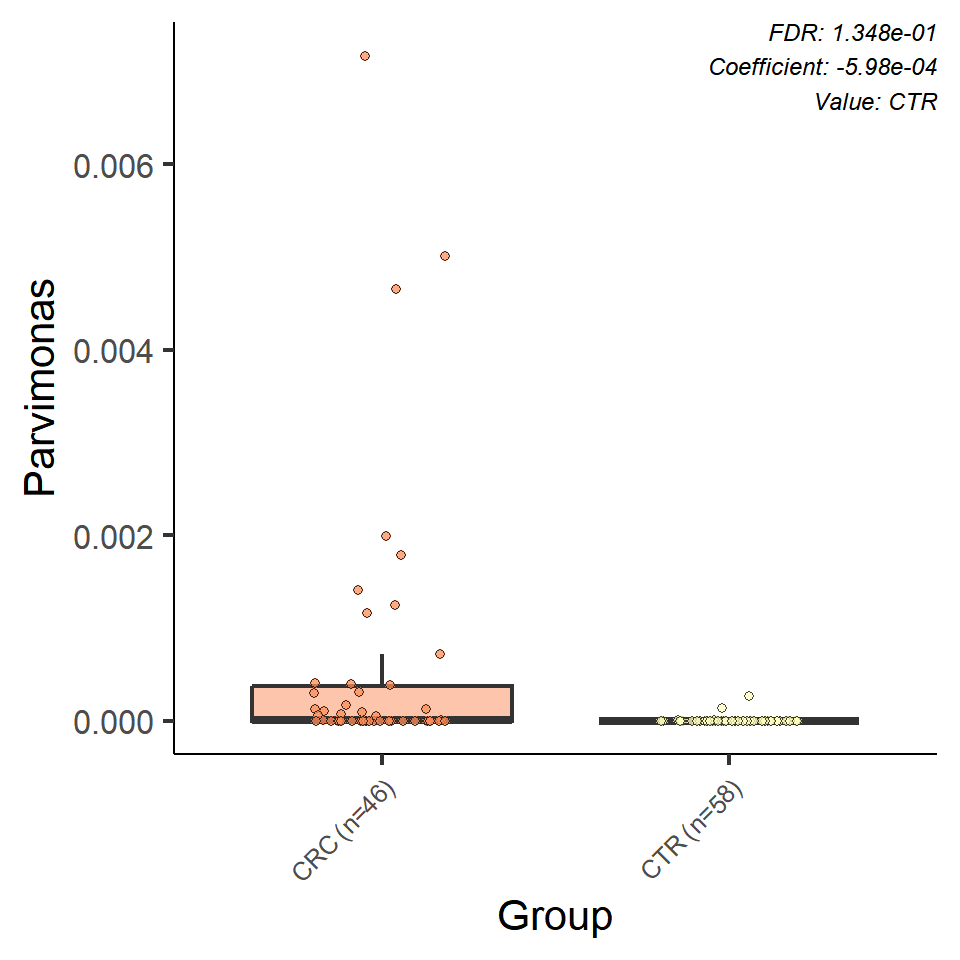 FDR: 1.348e-01
Coefficient: -5.98e-04
Value: CTR
0.006
0.004
0.002
0.000
Parvimonas
CRC (n=46)
CTR (n=58)
Group